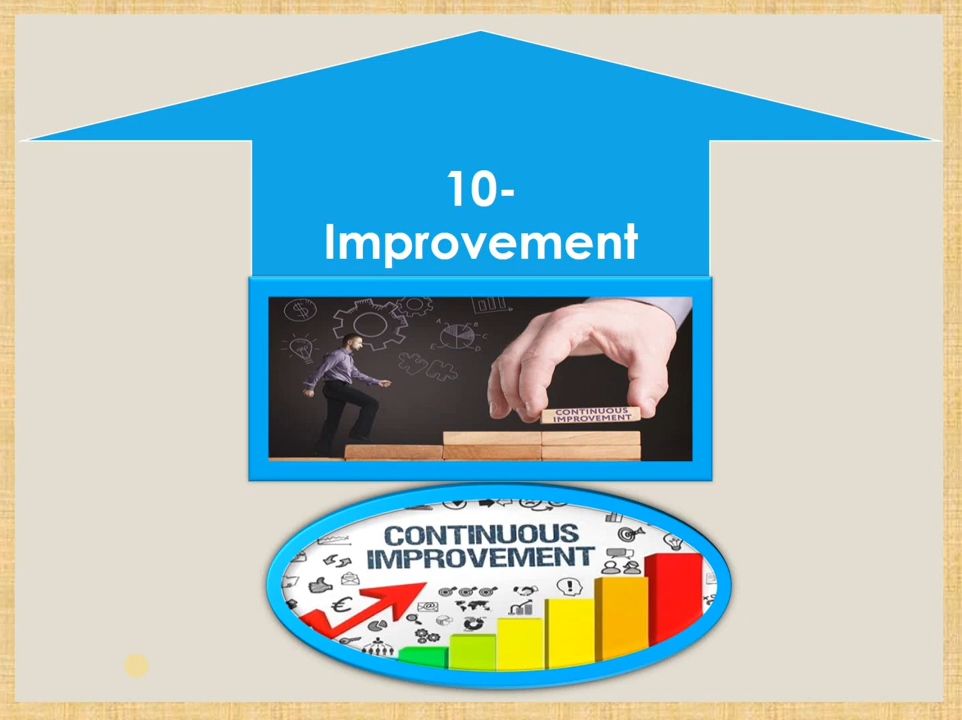 10-
Improvement
CONTINUOUS
IMPROVEMENT
CONTINUOUS
IMPROVEMENT